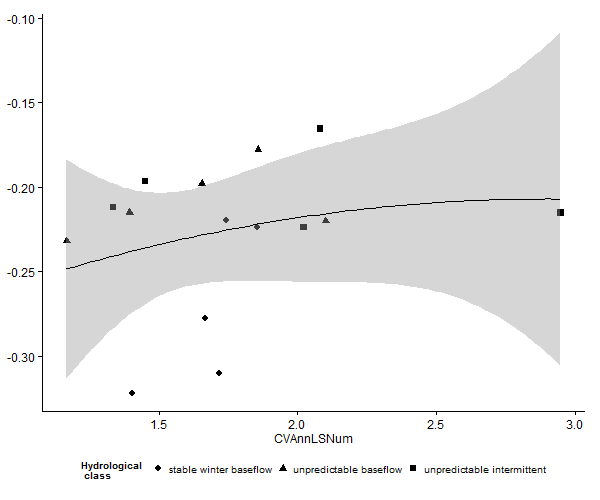 -0.10
-0.15
-0.20
-0.25
-0.30
1.5 2.0 2.5 3.0
CVAnnLSNum
Hydrological
class
stable winter baseflow unpredictable baseflow unpredictable intermittent